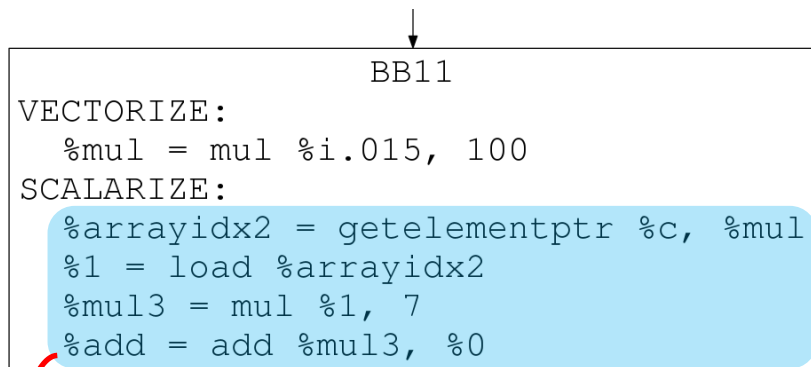 BB11
VECTORIZE:
%mul = mul %i.015, 100
SCALARIZE:
%arrayidx2 = getelementptr %c, %mul
%1 = load %arrayidx2
%mul3 = mul %1, 7
%add = add %mul3, %0